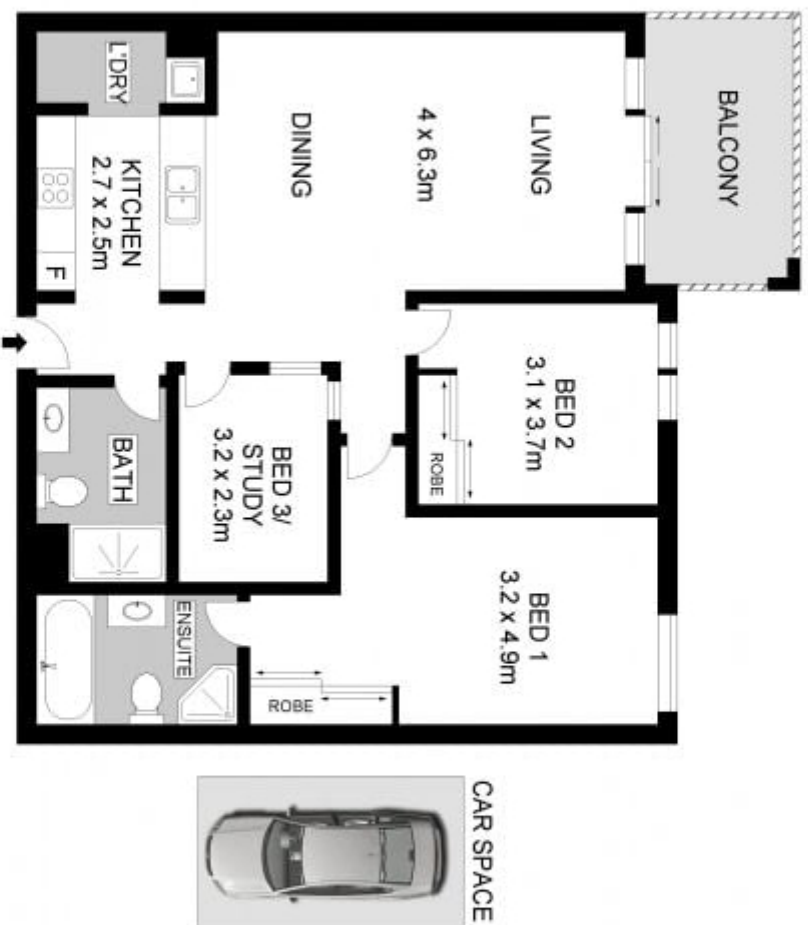 BALCONY
LIVING
4 x 6.3m
DINING
L'DRY
KITCHEN
2.7 x 2.5m
F
BED 2
3.1 x 3.7m
ROBE
BED 3/
STUDY
3.2 x 2.3m
BATH
BED 1
3.2 x 4.9m
ENSUITE
ROBE
CAR SPACE